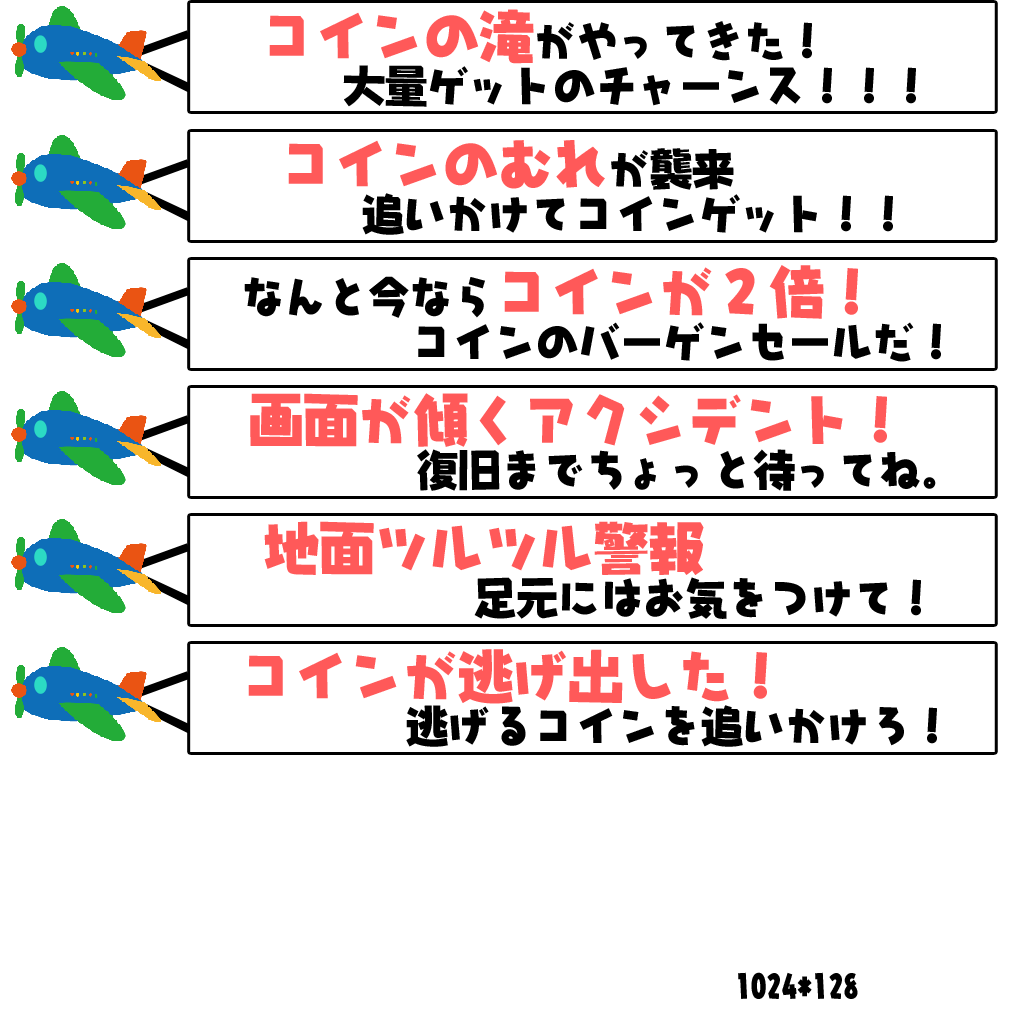 コインの滝がやってきた！
大量ゲットのチャーンス！！！
コインのむれが襲来
追いかけてコインゲット！！
なんと今ならコインが２倍！
コインのバーゲンセールだ！
画面が傾くアクシデント！
復旧までちょっと待ってね。
地面ツルツル警報
足元にはお気をつけて！
コインが逃げ出した！
逃げるコインを追いかけろ！
1024*128